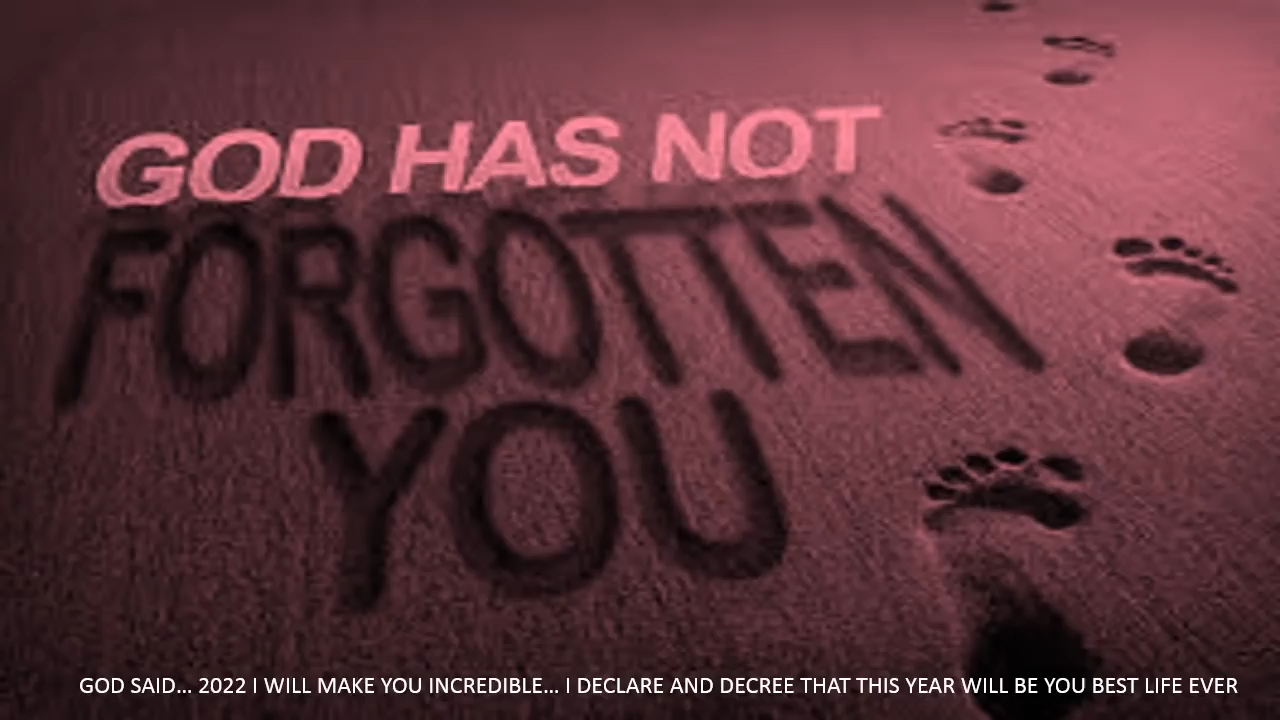 GOD HAS NOT
FORGOTTEN
YOU
GOD SAID... 2022 I WILL MAKE YOU INCREDIBLE... I DECLARE AND DECREE THAT THIS YEAR WILL BE YOU BEST LIFE EVER